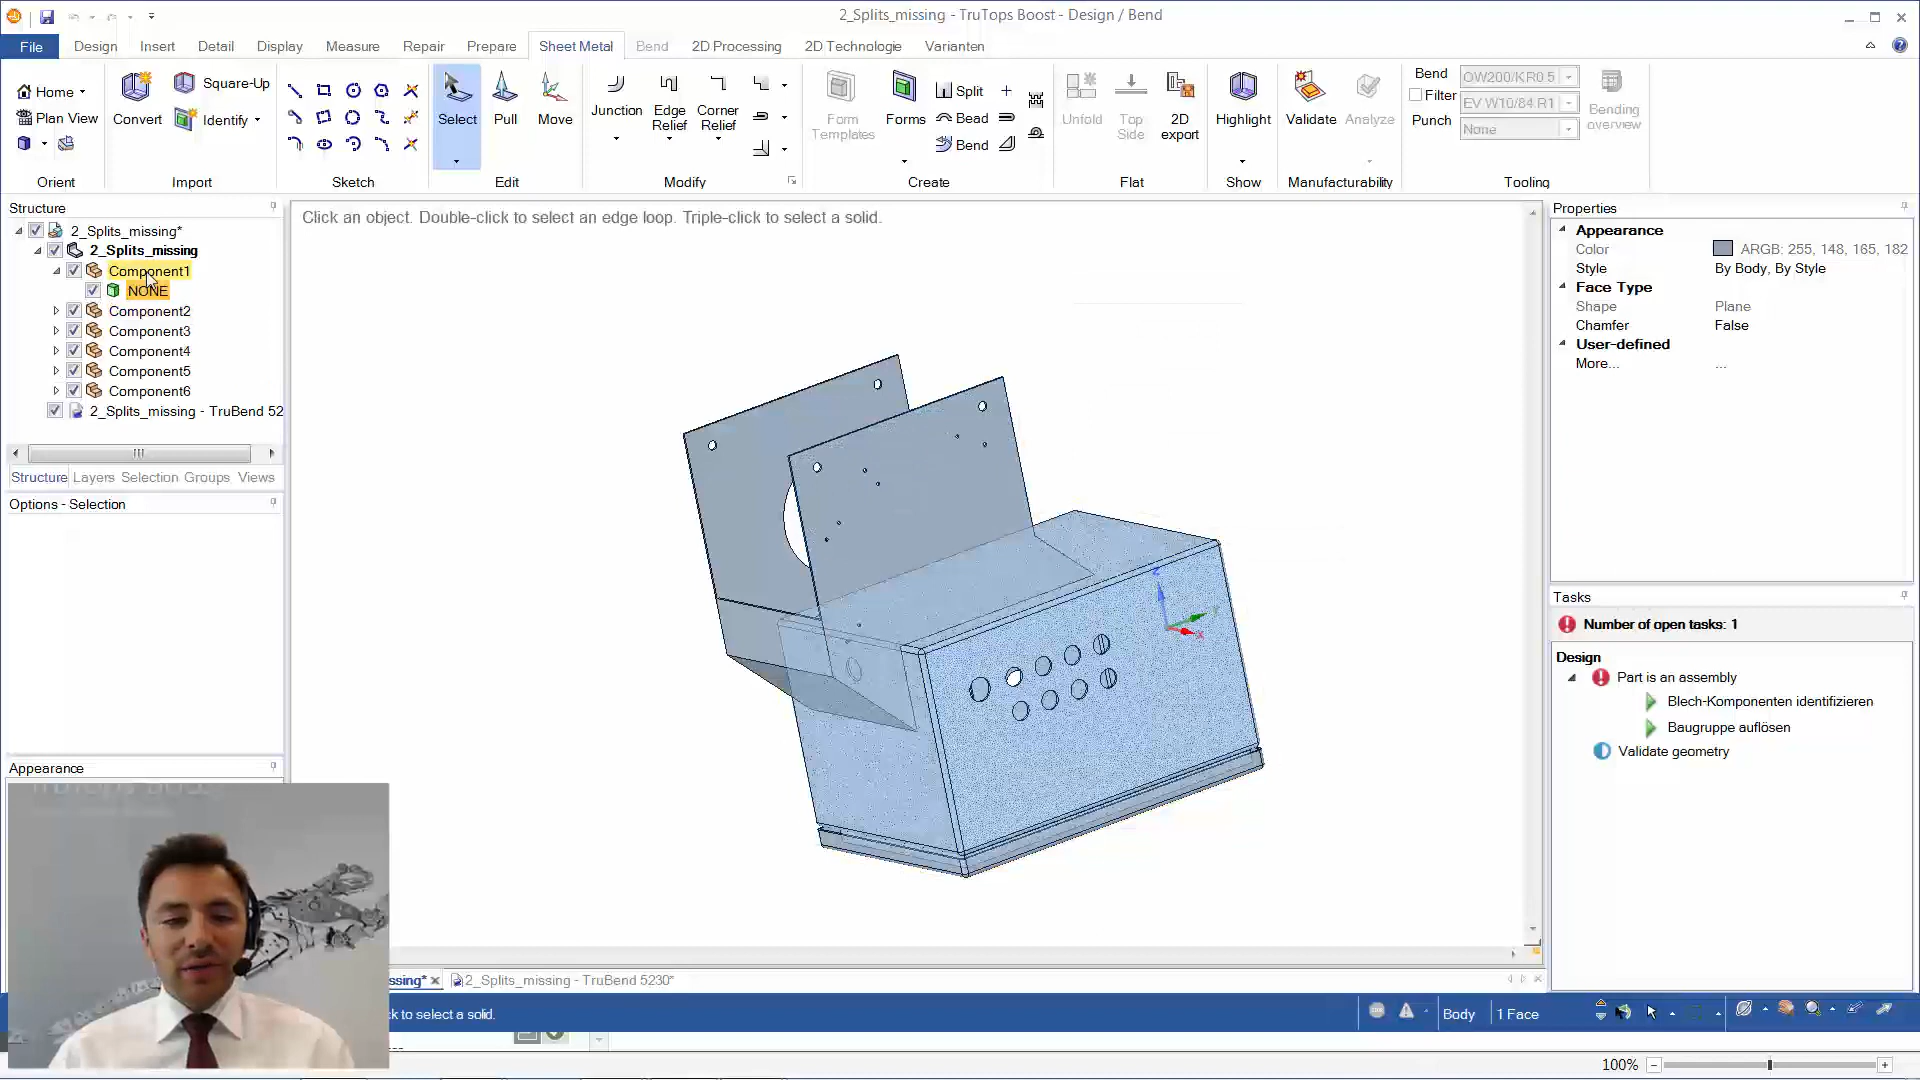 2_Splits_missing - TruTops Boost - Design / Bend
File
Design
Insert
Detail
Display
Measure
Repair
Prepare
Sheet Metal
Bend
2D Processing
2D Technologie
Varianten
Home
Plan View
Orient
Convert
Square-Up
Identify
Import
Sketch
Select
Pull
Move
Edit
Junction
Edge Relief
Corner Relief
Modify
Form Templates
Forms
Split
Bead
Bend
Create
Unfold
Top Side
2D export
Flat
Highlight
Show
Validate
Analyze
Manufacturability
Bend
OW200/KR0 5
Filter
EV W10/84 R1
Punch
None
Bending overview
Tooling
Structure
2_Splits_missing*
2_Splits_missing
Component1
NONE
Component2
Component3
Component4
Component5
Component6
2_Splits_missing - TruBend 52
Structure
Layers
Selection
Groups
Views
Options - Selection
Appearance
Click an object. Double-click to select an edge loop. Triple-click to select a solid.
Z
X
Properties
Appearance
Color
ARGB: 255, 148, 165, 182
Style
By Body, By Style
Face Type
Shape
Plane
Chamfer
False
User-defined
More...
...
Tasks
Number of open tasks: 1
Design
Part is an assembly
Blech-Komponenten identifizieren
Baugruppe auflösen
Validate geometry
ssing*
2_Splits_missing - TruBend 5230*
k to select a solid.
Body
1 Face
100%